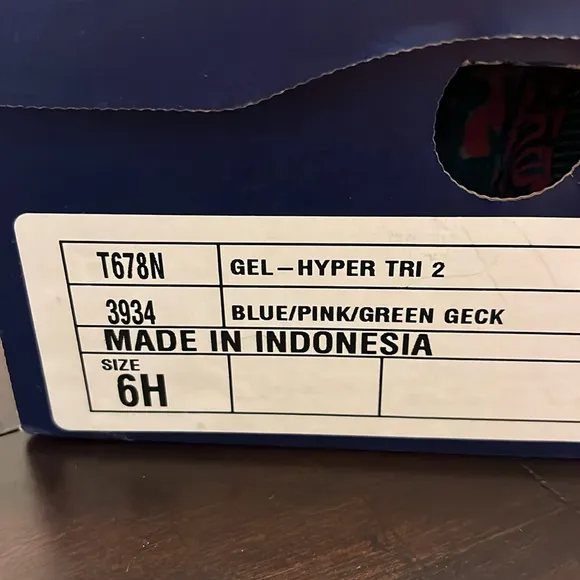 T678N GEL-HYPER TRI 2
3934 BLUE/PINK/GREEN GECK
MADE IN INDONESIA
SIZE
6H